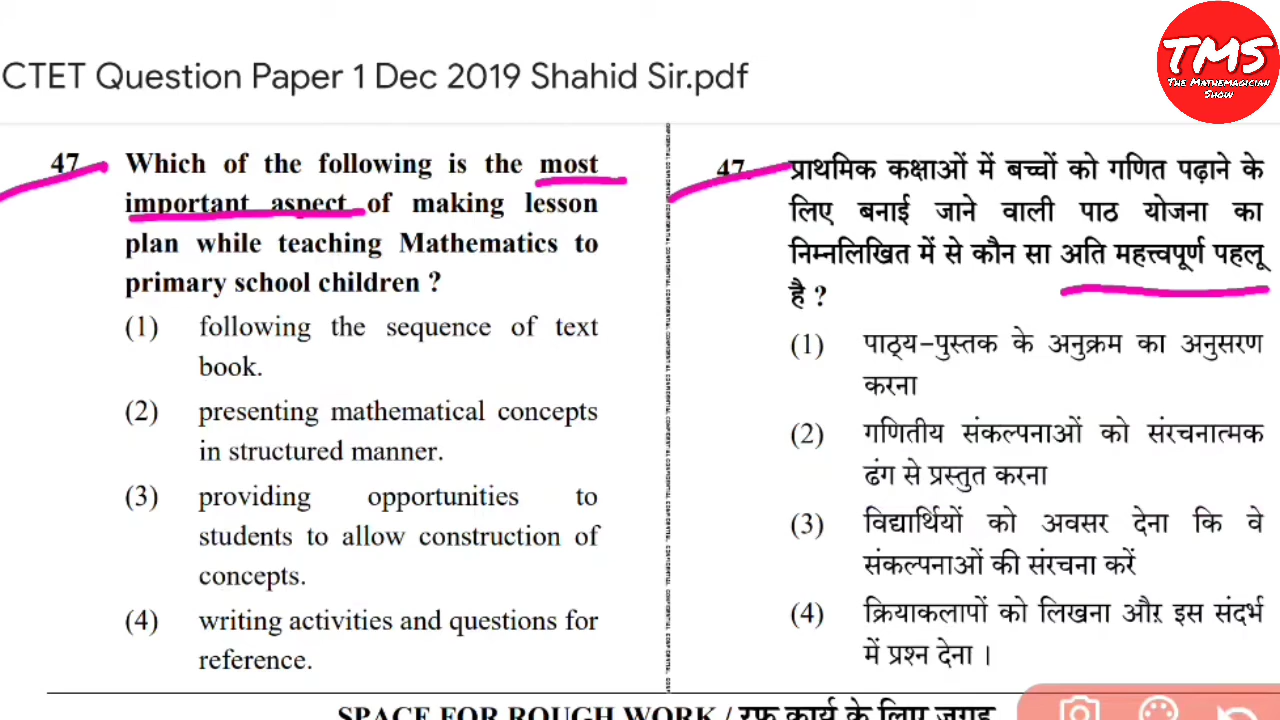 TMS
THE MATHEMAGICIAN
SHOW
CTET Question Paper 1 Dec 2019 Shahid Sir.pdf
47 Which of the following is the most
important aspect of making lesson
plan while teaching Mathematics to
primary school children ?
(1) following the sequence of text
book.
(2) presenting mathematical concepts
in structured manner.
(3) providing opportunities to
students to allow construction of
concepts.
(4) writing activities and questions for
reference.
47 प्राथमिक कक्षाओं में बच्चों को गणित पढ़ाने के
लिए बनाई जाने वाली पाठ योजना का
निम्नलिखित में से कौन सा अति महत्त्वपूर्ण पहलू
है ?
(1) पाठ्य-पुस्तक के अनुक्रम का अनुसरण
करना
(2) गणितीय संकल्पनाओं को संरचनात्मक
ढंग से प्रस्तुत करना
(3) विद्यार्थियों को अवसर देना कि वे
संकल्पनाओं की संरचना करें
(4) क्रियाकलापों को लिखना और इस संदर्भ
में प्रश्न देना ।
SPACE FOR ROUGH WORK / रफ कार्य के लिए जगह